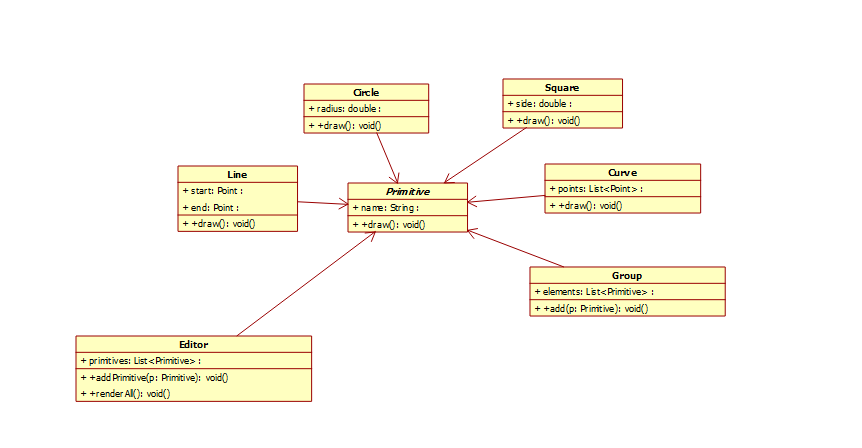 Circle
+ radius: double :
+ +draw(): void()
Square
+ side: double :
+ +draw(): void()
Line
+ start: Point :
+ end: Point :
+ +draw(): void()
Primitive
+ name: String :
+ +draw(): void()
Curve
+ points: List<Point> :
+ +draw(): void()
Group
+ elements: List<Primitive> :
+ +add(p: Primitive): void()
Editor
+ primitives: List<Primitive> :
+ +addPrimitive(p: Primitive): void()
+ +renderAll(): void()